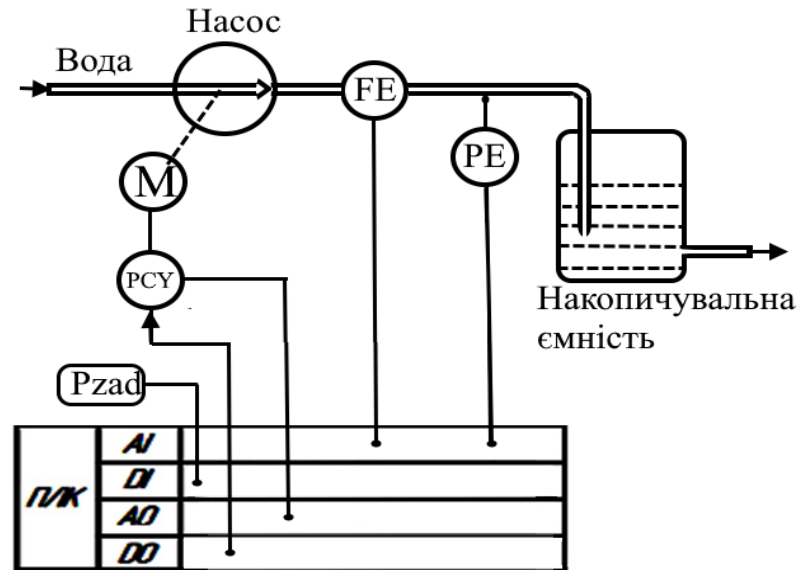 Насос
Вода
FE
PE
M
PCY
Накопичувальна
ємність
Pzad
ПЛК
AI
DI
AO
DO